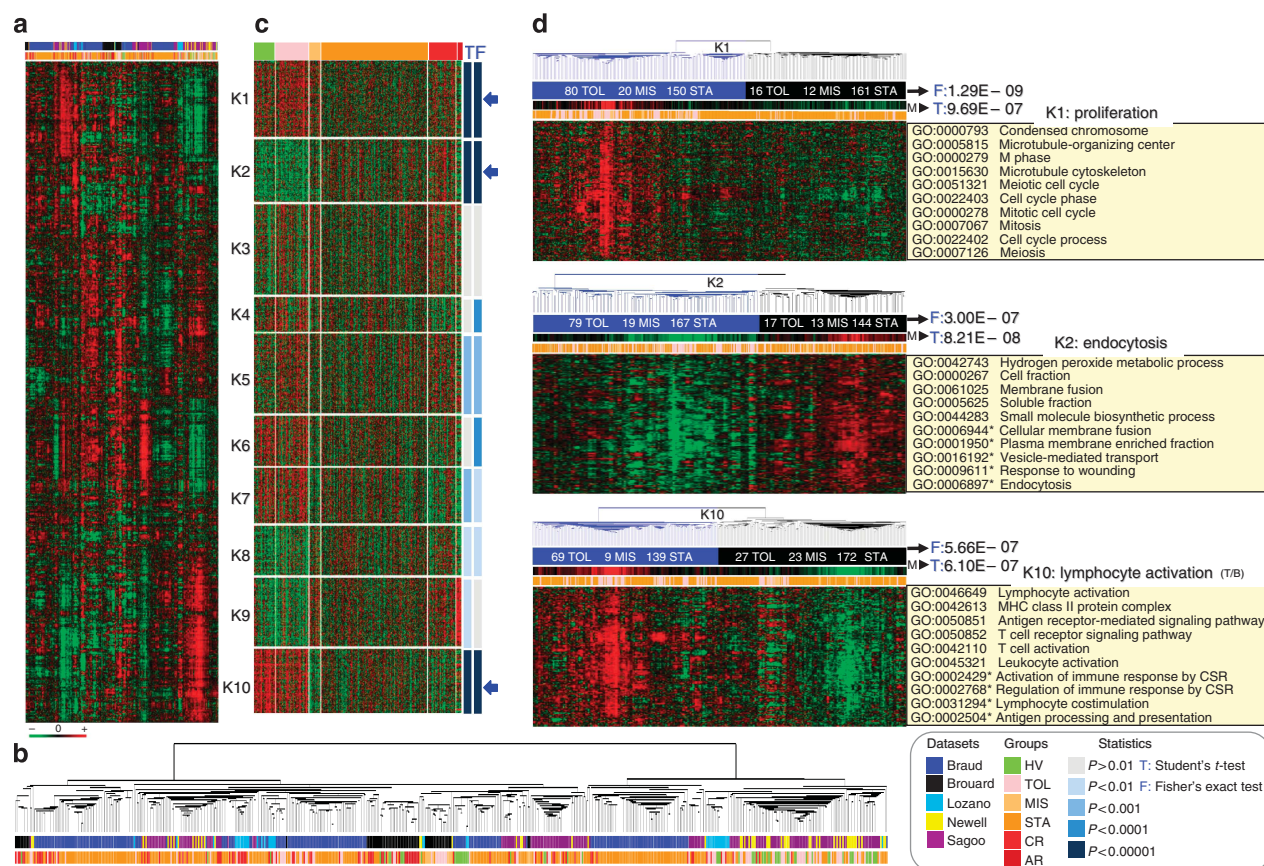 a
c
d
TF
K1
K2
K3
K4
K5
K6
K7
K8
K9
K10
− 0 +
K1
80 TOL 20 MIS 150 STA 16 TOL 12 MIS 161 STA
F:1.29E−09
M T:9.69E−07
K1: proliferation
GO:0000793 Condensed chromosome
GO:0005815 Microtubule-organizing center
GO:0000279 M phase
GO:0015630 Microtubule cytoskeleton
GO:0051321 Meiotic cell cycle
GO:0022403 Cell cycle phase
GO:0000278 Mitotic cell cycle
GO:0007067 Mitosis
GO:0022402 Cell cycle process
GO:0007126 Meiosis
K2
79 TOL 19 MIS 167 STA 17 TOL 13 MIS 144 STA
F:3.00E−07
M T:8.21E−08
K2: endocytosis
GO:0042743 Hydrogen peroxide metabolic process
GO:0000267 Cell fraction
GO:0061025 Membrane fusion
GO:0005625 Soluble fraction
GO:0044283 Small molecule biosynthetic process
GO:0006944* Cellular membrane fusion
GO:0001950* Plasma membrane enriched fraction
GO:0016192* Vesicle-mediated transport
GO:0009611* Response to wounding
GO:0006897* Endocytosis
K10
69 TOL 9 MIS 139 STA 27 TOL 23 MIS 172 STA
F:5.66E−07
M T:6.10E−07
K10: lymphocyte activation (T/B)
GO:0046649 Lymphocyte activation
GO:0042613 MHC class II protein complex
GO:0050851 Antigen receptor-mediated signaling pathway
GO:0050852 T cell receptor signaling pathway
GO:0042110 T cell activation
GO:0045321 Leukocyte activation
GO:0002429* Activation of immune response by CSR
GO:0002768* Regulation of immune response by CSR
GO:0031294* Lymphocyte costimulation
GO:0002504* Antigen processing and presentation
b
Datasets
Braud
Brouard
Lozano
Newell
Sagoo
Groups
HV
TOL
MIS
STA
CR
AR
Statistics
P>0.01 T: Student's t-test
P<0.01 F: Fisher's exact test
P<0.001
P<0.0001
P<0.00001